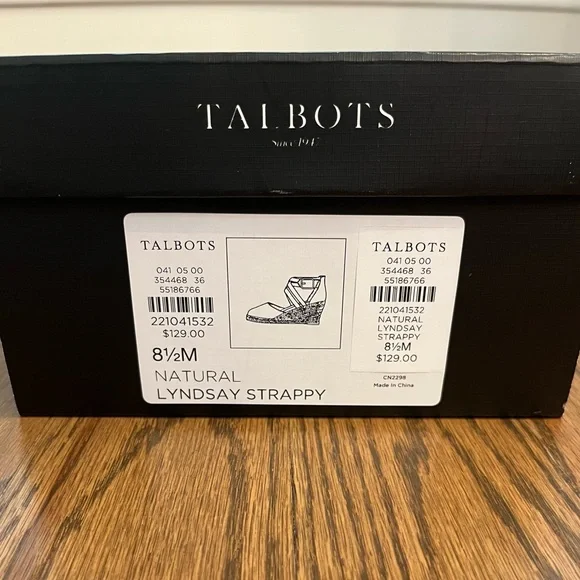 TALBOTS
Since 1947
TALBOTS
041 05 00
354468 36
55186766
221041532
$129.00
8½M
NATURAL
LYNDSAY STRAPPY
TALBOTS
041 05 00
354468 36
55186766
221041532
NATURAL
LYNDSAY
STRAPPY
8½M
$129.00
CN2298
Made In China